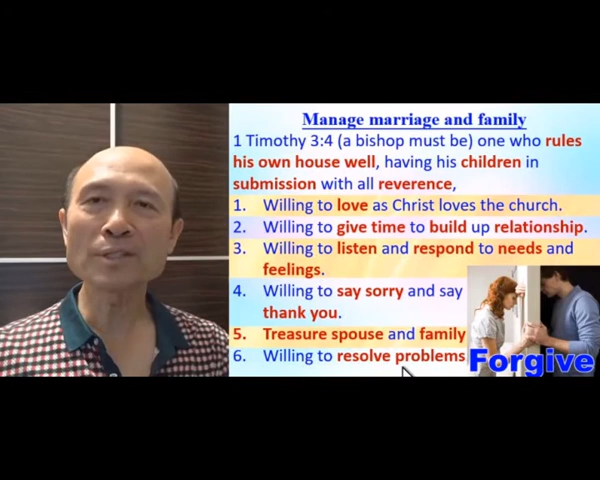 Manage marriage and family
1 Timothy 3:4 (a bishop must be) one who rules
his own house well, having his children in
submission with all reverence,
1. Willing to love as Christ loves the church.
2. Willing to give time to build up relationship.
3. Willing to listen and respond to needs and
feelings.
4. Willing to say sorry and say
thank you.
5. Treasure spouse and family
6. Willing to resolve problems
Forgive